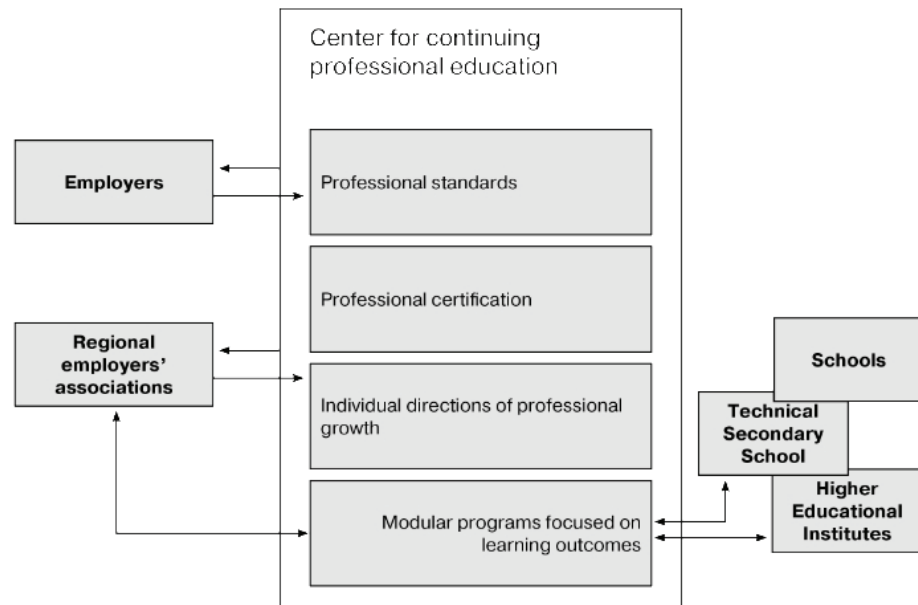 Center for continuing
professional education
Employers
Professional standards
Professional certification
Regional
employers’
associations
Individual directions of professional
growth
Schools
Technical
Secondary
School
Modular programs focused on
learning outcomes
Higher
Educational
Institutes